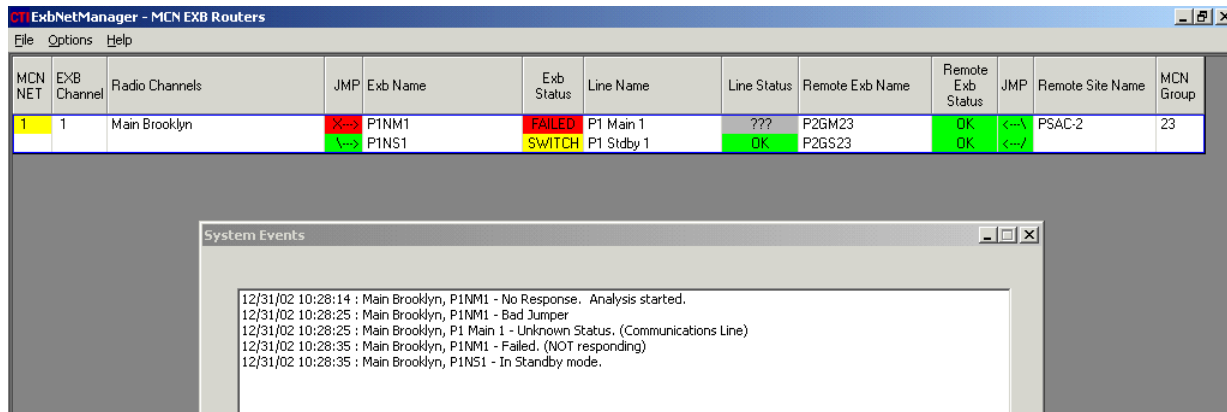 CTI ExbNetManager - MCN EXB Routers
File Options Help
MCN NET EXB Channel Radio Channels JMP Exb Name Exb Status Line Name Line Status Remote Exb Name Remote Exb Status JMP Remote Site Name MCN Group
1 1 Main Brooklyn X---> P1NM1 FAILED P1 Main 1 ??? P2GM23 OK <---\ PSAC-2 23
\---> P1NS1 SWITCH P1 Stdby 1 OK P2GS23 OK <---/
System Events
12/31/02 10:28:14 : Main Brooklyn, P1NM1 - No Response.  Analysis started.
12/31/02 10:28:25 : Main Brooklyn, P1NM1 - Bad Jumper
12/31/02 10:28:25 : Main Brooklyn, P1 Main 1 - Unknown Status. (Communications Line)
12/31/02 10:28:35 : Main Brooklyn, P1NM1 - Failed. (NOT responding)
12/31/02 10:28:35 : Main Brooklyn, P1NS1 - In Standby mode.